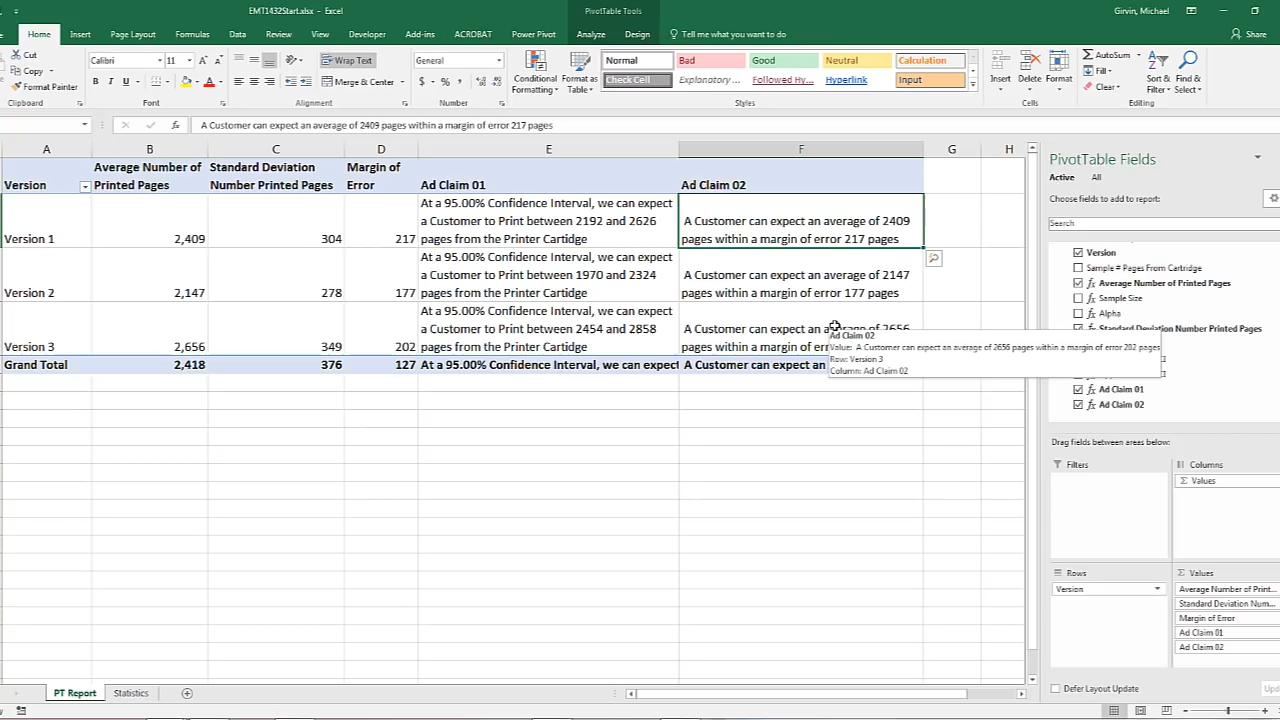 EMT1432Start.xlsx - Excel
PivotTable Tools
Girvin, Michael
Home Insert Page Layout Formulas Data Review View Developer Add-ins ACROBAT Power Pivot Analyze Design Tell me what you want to do Share
Cut
Copy
Format Painter
Clipboard
Calibri 11
B I U
Font
Wrap Text
Merge & Center
Alignment
General
$ % ,
Number
Conditional Formatting
Format as Table
Normal Bad Good Neutral Calculation
Check Cell Explanatory ... Followed Hy... Hyperlink Input
Styles
Insert Delete Format
Cells
AutoSum
Fill
Clear
Sort & Filter
Find & Select
Editing
fx A Customer can expect an average of 2409 pages within a margin of error 217 pages
A B C D E F G H
Version
Average Number of
Printed Pages
Standard Deviation
Number Printed Pages
Margin of
Error
Ad Claim 01
Ad Claim 02
Version 1 2,409 304 217
At a 95.00% Confidence Interval, we can expect
a Customer to Print between 2192 and 2626
pages from the Printer Cartidge
A Customer can expect an average of 2409
pages within a margin of error 217 pages
Version 2 2,147 278 177
At a 95.00% Confidence Interval, we can expect
a Customer to Print between 1970 and 2324
pages from the Printer Cartidge
A Customer can expect an average of 2147
pages within a margin of error 177 pages
Version 3 2,656 349 202
At a 95.00% Confidence Interval, we can expect
a Customer to Print between 2454 and 2858
pages from the Printer Cartidge
A Customer can expect an average of 2656
pages within a margin of err
Grand Total 2,418 376 127 At a 95.00% Confidence Interval, we can expect A Customer can expect an
Ad Claim 02
Value: A Customer can expect an average of 2656 pages within a margin of error 202 pages
Row: Version 3
Column: Ad Claim 02
PivotTable Fields
Active All
Choose fields to add to report:
Search
Version
Sample # Pages From Cartridge
fx Average Number of Printed Pages
fx Sample Size
fx Alpha
fx Standard Deviation Number Printed Pages
fx Ad Claim 01
fx Ad Claim 02
Drag fields between areas below:
Filters
Columns
Σ Values
Rows
Version
Σ Values
Average Number of Print...
Standard Deviation Num...
Margin of Error
Ad Claim 01
Ad Claim 02
Defer Layout Update
Upd
PT Report Statistics